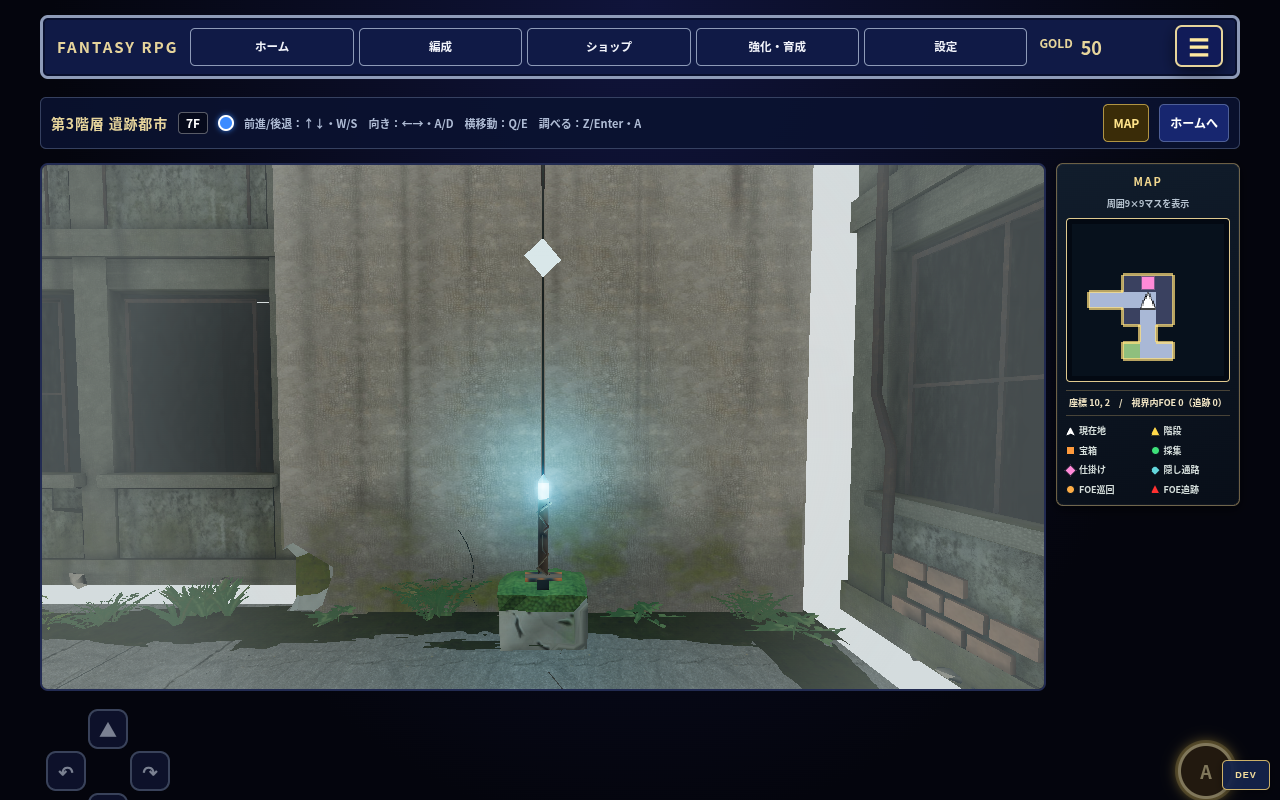 FANTASY RPG
ホーム
編成
ショップ
強化・育成
設定
GOLD 50
第3階層 遺跡都市
7F
前進/後退：↑↓・W/S 向き：←→・A/D 横移動：Q/E 調べる：Z/Enter・A
MAP
ホームへ
MAP
周囲9×9マスを表示
座標 10, 2 / 視界内FOE 0（追跡 0）
現在地
階段
宝箱
採集
仕掛け
隠し通路
FOE巡回
FOE追跡
A
DEV